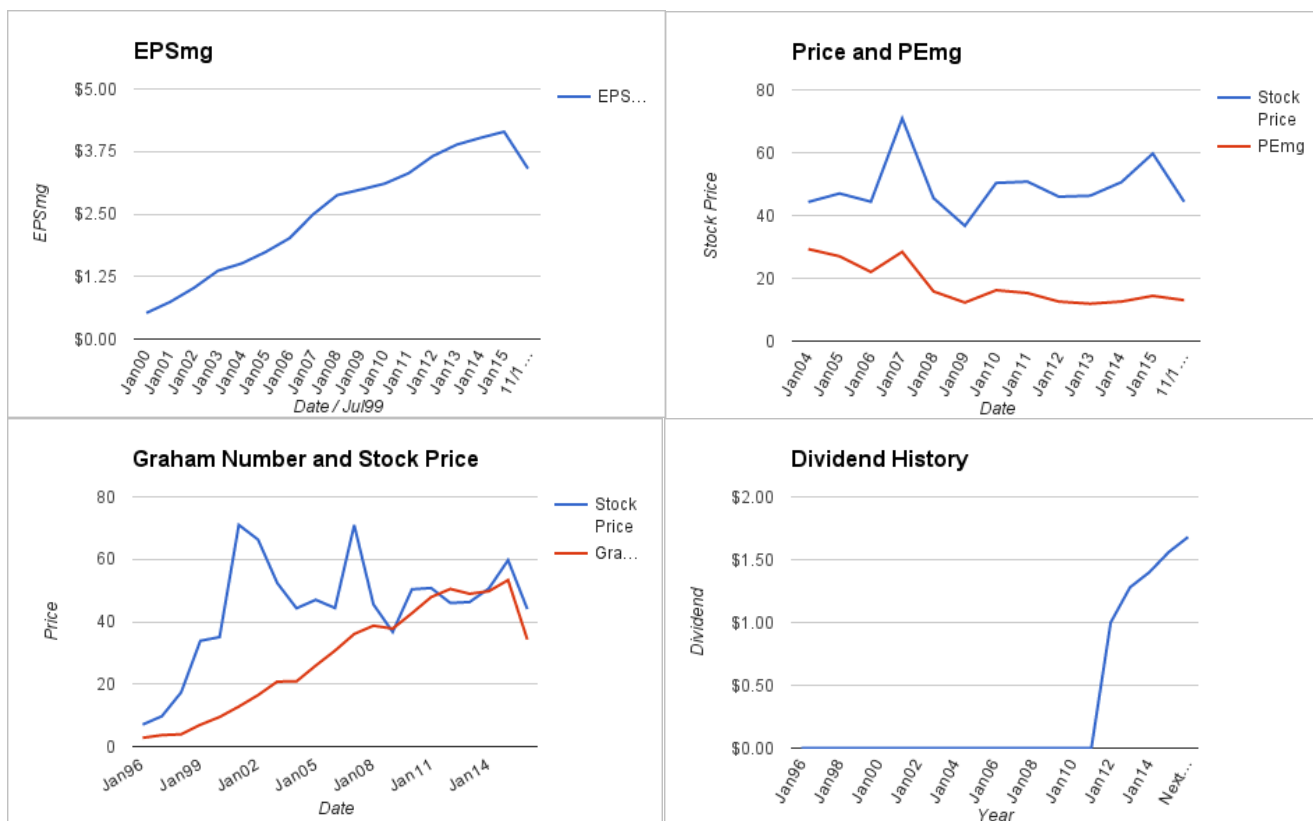 EPSmg
$5.00
$3.75
$2.50
$1.25
$0.00
EPSmg
Jan00
Jan01
Jan02
Jan03
Jan04
Jan05
Jan06
Jan07
Jan08
Jan09
Jan10
Jan11
Jan12
Jan13
Jan14
Jan15
11/1 ...
Date / Jul99
EPS...
Price and PEmg
80
60
40
20
0
Stock Price
Jan04
Jan05
Jan06
Jan07
Jan08
Jan09
Jan10
Jan11
Jan12
Jan13
Jan14
Jan15
11/1 ...
Date
Stock
Price
PEmg
Graham Number and Stock Price
80
60
40
20
0
Price
Jan96
Jan99
Jan02
Jan05
Jan08
Jan11
Jan14
Date
Stock
Price
Gra...
Dividend History
$2.00
$1.50
$1.00
$0.50
$0.00
Dividend
Jan96
Jan98
Jan00
Jan02
Jan04
Jan06
Jan08
Jan10
Jan12
Jan14
Next...
Year